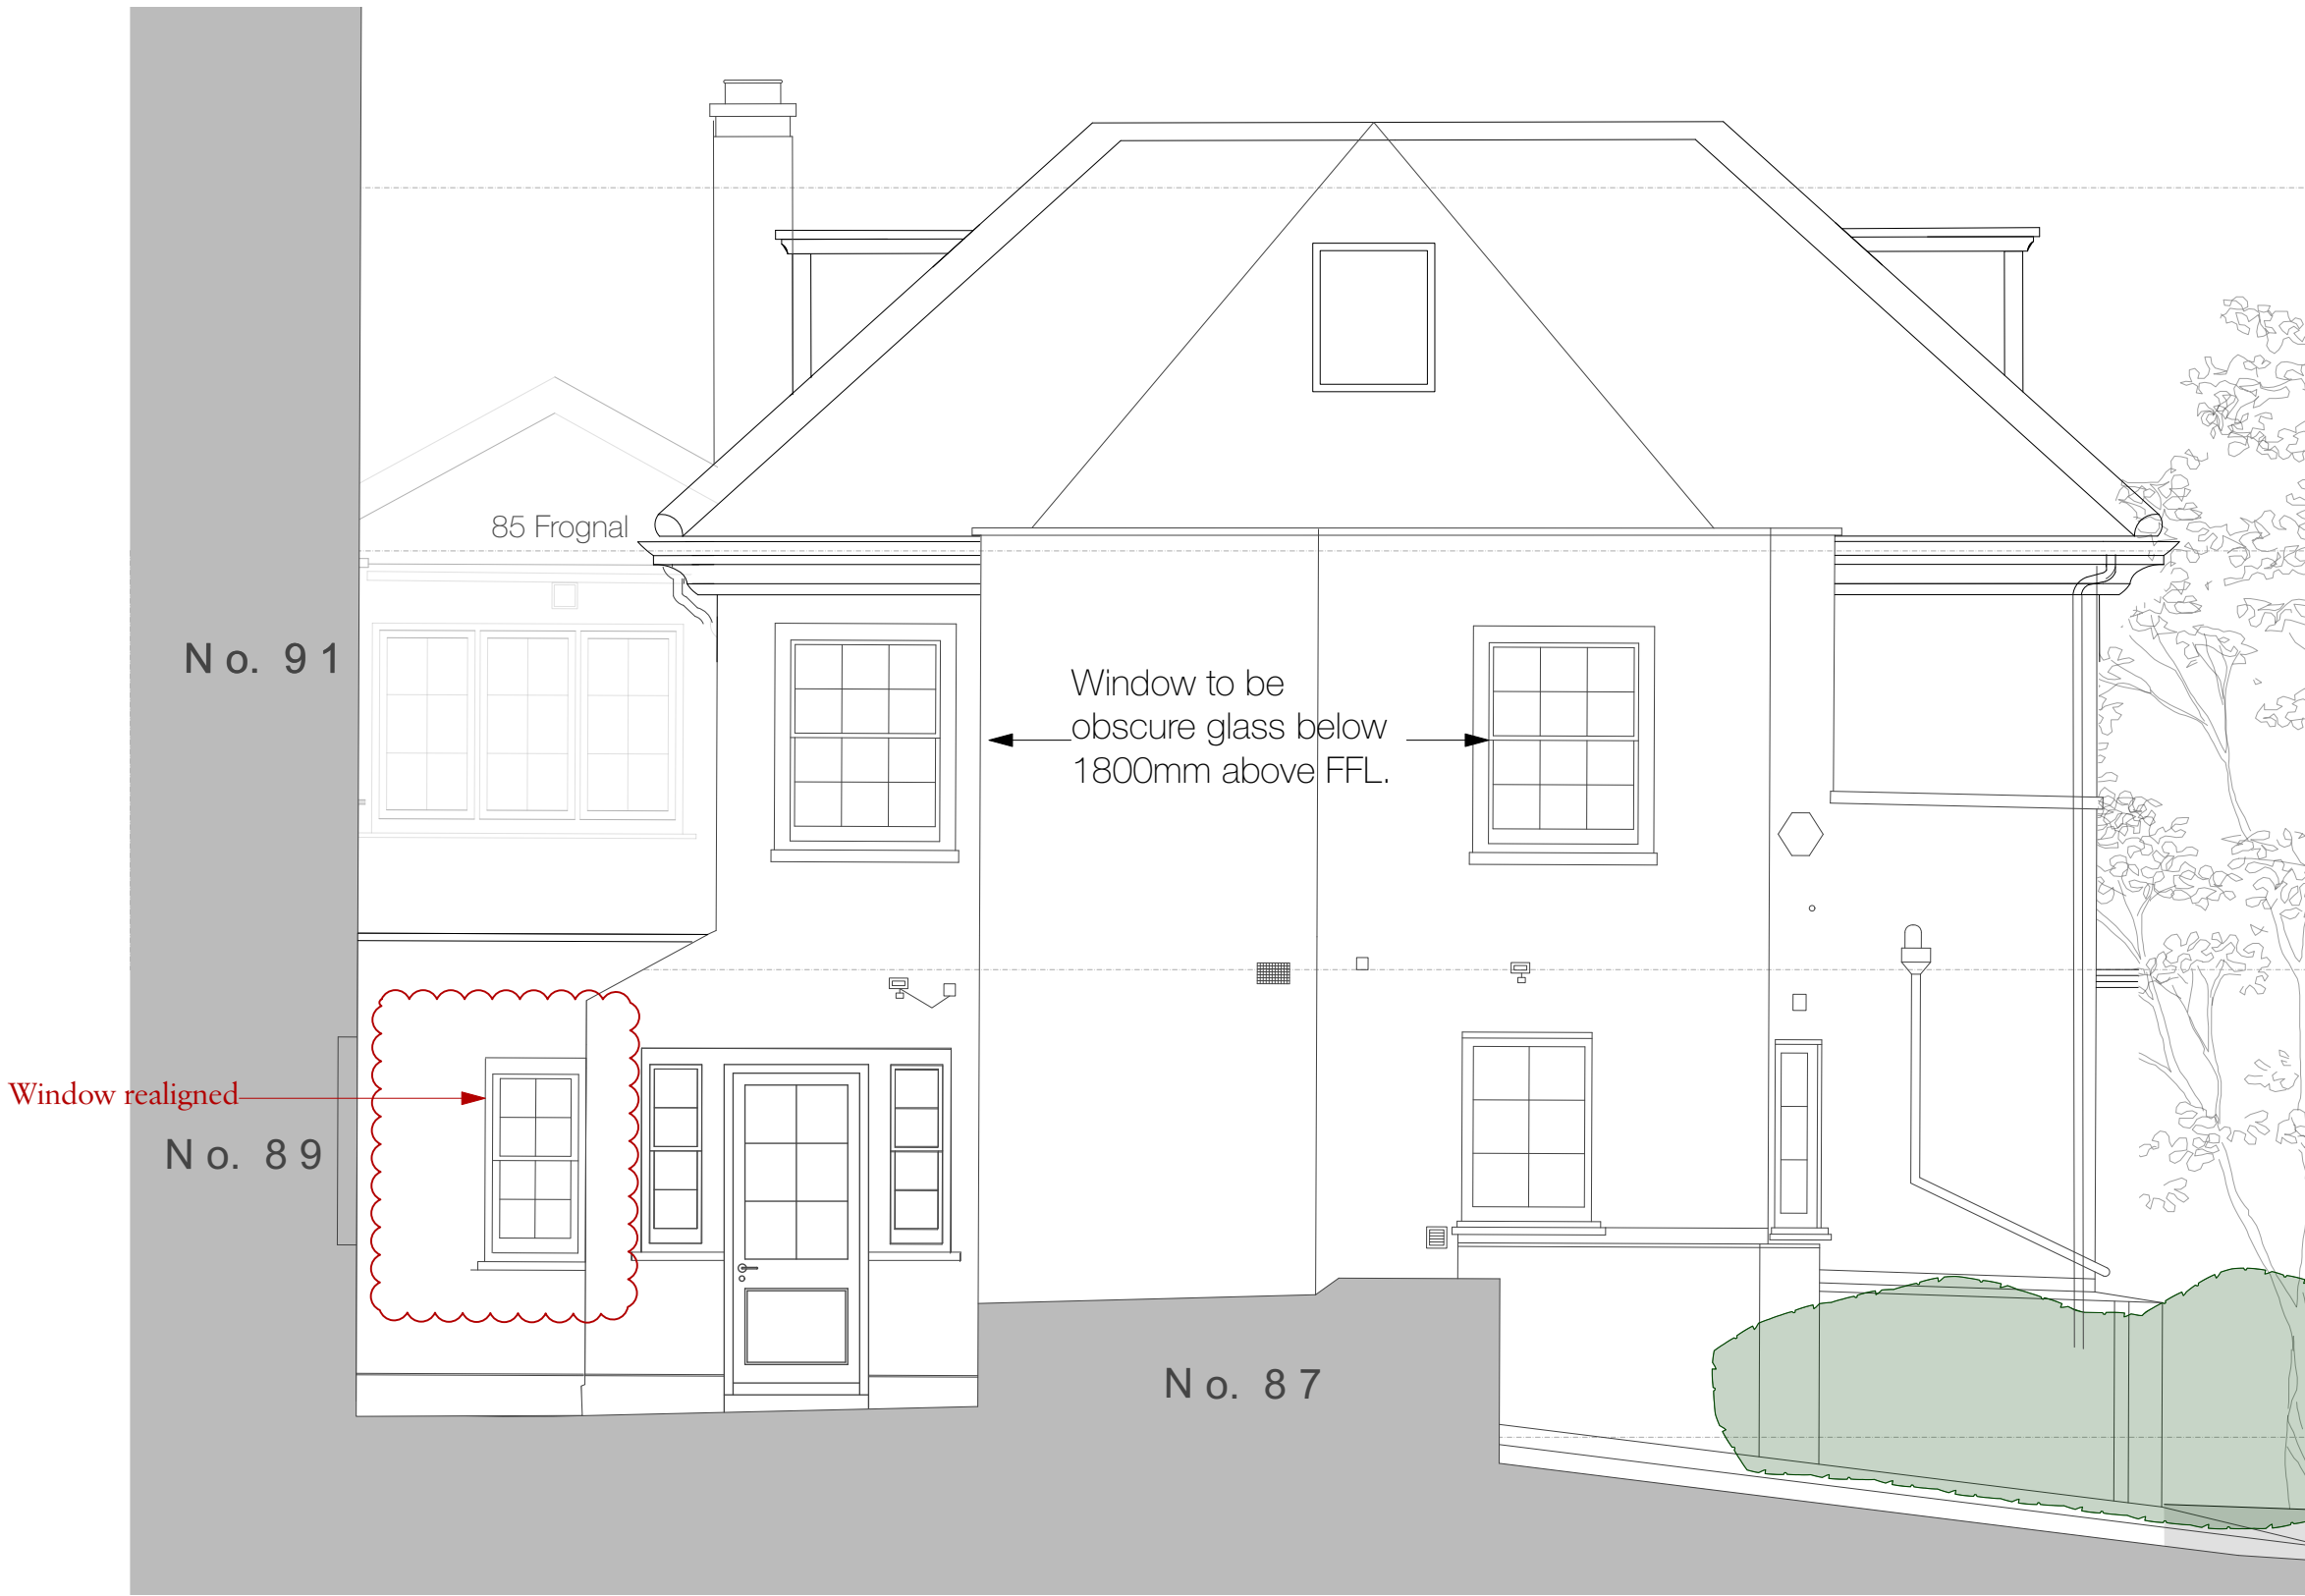 85 Frognal
No. 91
Window to be
obscure glass below
1800mm above FFL.
Window realigned
No. 89
No. 87